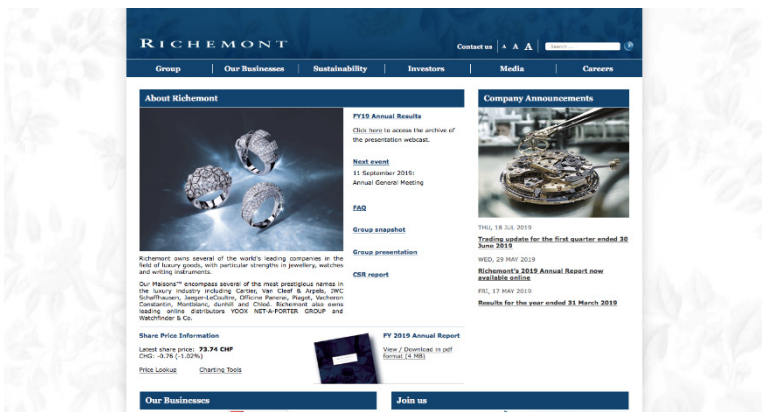 RICHEMONT
Contact us
A A A
Search ...
Group
Our Businesses
Sustainability
Investors
Media
Careers
About Richemont
FY19 Annual Results
Click here to access the archive of
the presentation webcast.
Next event
11 September 2019:
Annual General Meeting
FAQ
Group snapshot
Group presentation
CSR report
Richemont owns several of the world's leading companies in the
field of luxury goods, with particular strengths in jewellery, watches
and writing instruments.
Our Maisons™ encompass several of the most prestigious names in
the luxury industry including Cartier, Van Cleef & Arpels, IWC
Schaffhausen, Jaeger-LeCoultre, Officine Panerai, Piaget, Vacheron
Constantin, Montblanc, dunhill and Chloé. Richemont also owns
leading online distributors YOOX NET-A-PORTER GROUP and
Watchfinder & Co.
Share Price Information
Latest share price: 73.74 CHF
CHG: -0.76 (-1.02%)
Price Lookup
Charting Tools
FY 2019 Annual Report
View / Download in pdf
format (4 MB)
Company Announcements
THU, 18 JUL 2019
Trading update for the first quarter ended 30
June 2019
WED, 29 MAY 2019
Richemont's 2019 Annual Report now
available online
FRI, 17 MAY 2019
Results for the year ended 31 March 2019
Our Businesses
Join us